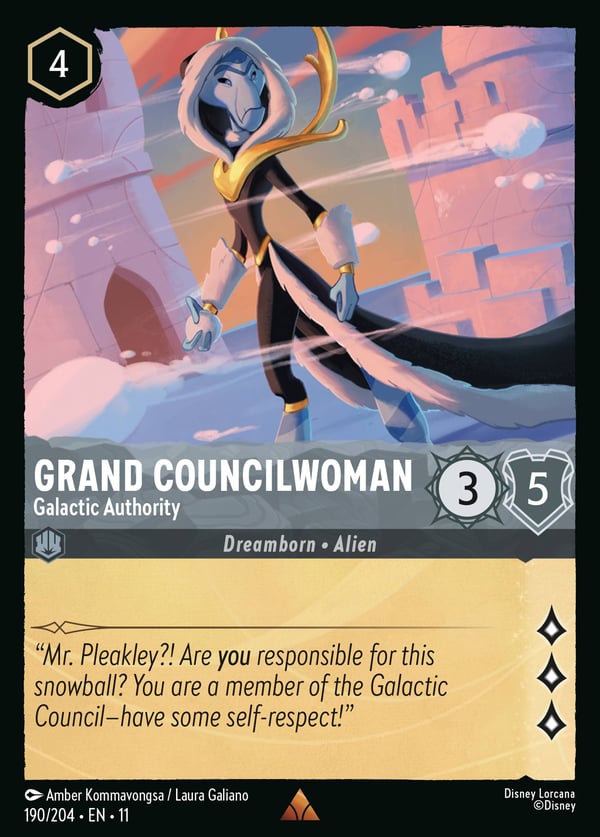 4
GRAND COUNCILWOMAN
Galactic Authority
3
5
Dreamborn • Alien
“Mr. Pleakley?! Are you responsible for this
snowball? You are a member of the Galactic
Council–have some self-respect!”
Amber Kommavongsa / Laura Galiano
190/204 • EN • 11
Disney Lorcana
©Disney